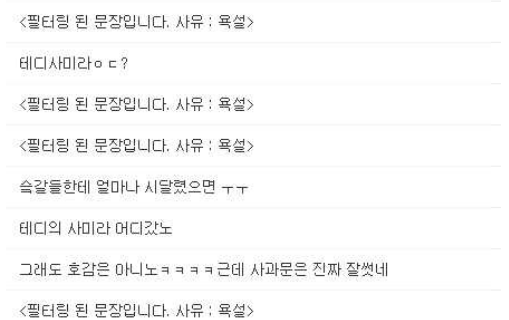 <필터링 된 문장입니다. 사유 : 욕설>
테디사미라ㅇㄷ?
<필터링 된 문장입니다. 사유 : 욕설>
<필터링 된 문장입니다. 사유 : 욕설>
슥갈들한테 얼마나 시달렸으면 ㅜㅜ
테디의 사미라 어디갔노
그래도 호감은 아니노ㅋㅋㅋㅋ근데 사과문은 진짜 잘썻네
<필터링 된 문장입니다. 사유 : 욕설>